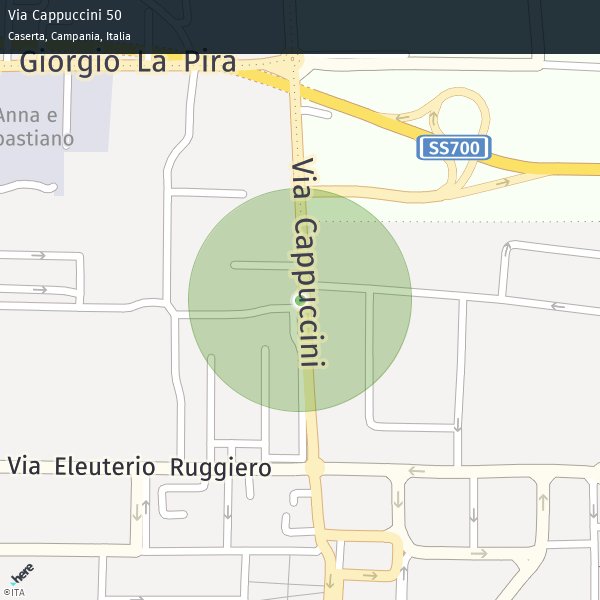 Via Cappuccini 50
Caserta, Campania, Italia
Giorgio La Pira
Anna e
bastiano
SS700
Via Cappuccini
Via Eleuterio Ruggiero
here
©ITA